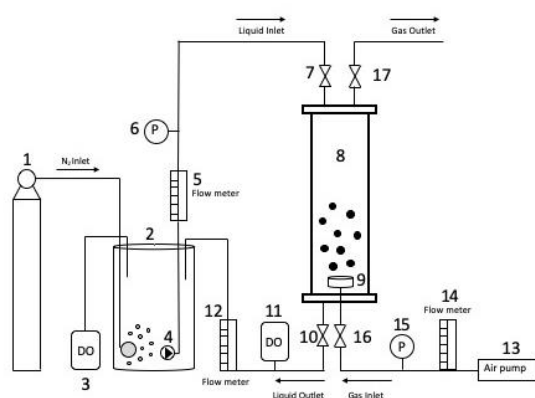 Liquid Inlet
Gas Outlet
7
17
6
P
8
1
N₂ Inlet
5
Flow meter
2
9
14
Flow meter
12
11
4
10
16
15
P
13
DO
DO
Air pump
3
Flow meter
Liquid Outlet
Gas Inlet